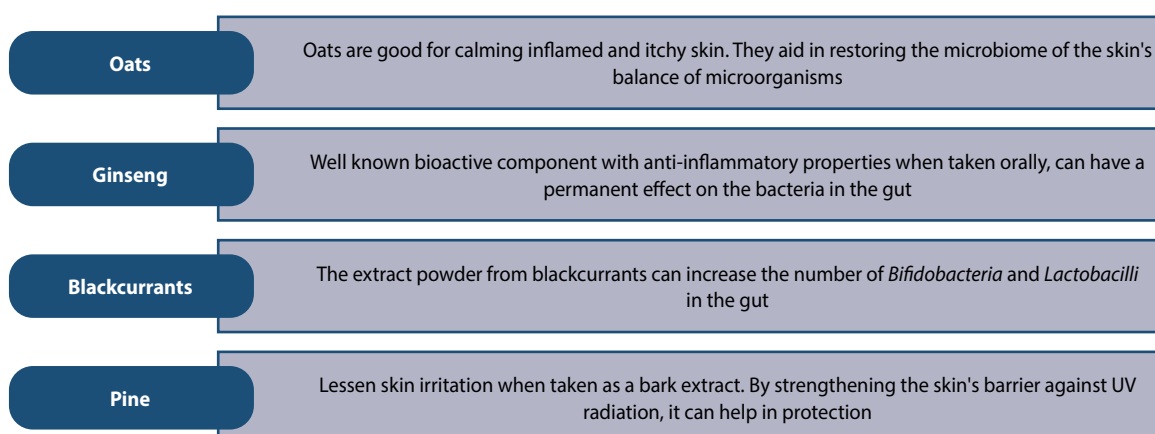 Oats
Oats are good for calming inflamed and itchy skin. They aid in restoring the microbiome of the skin's
balance of microorganisms
Ginseng
Well known bioactive component with anti-inflammatory properties when taken orally, can have a
permanent effect on the bacteria in the gut
Blackcurrants
The extract powder from blackcurrants can increase the number of Bifidobacteria and Lactobacilli
in the gut
Pine
Lessen skin irritation when taken as a bark extract. By strengthening the skin's barrier against UV
radiation, it can help in protection